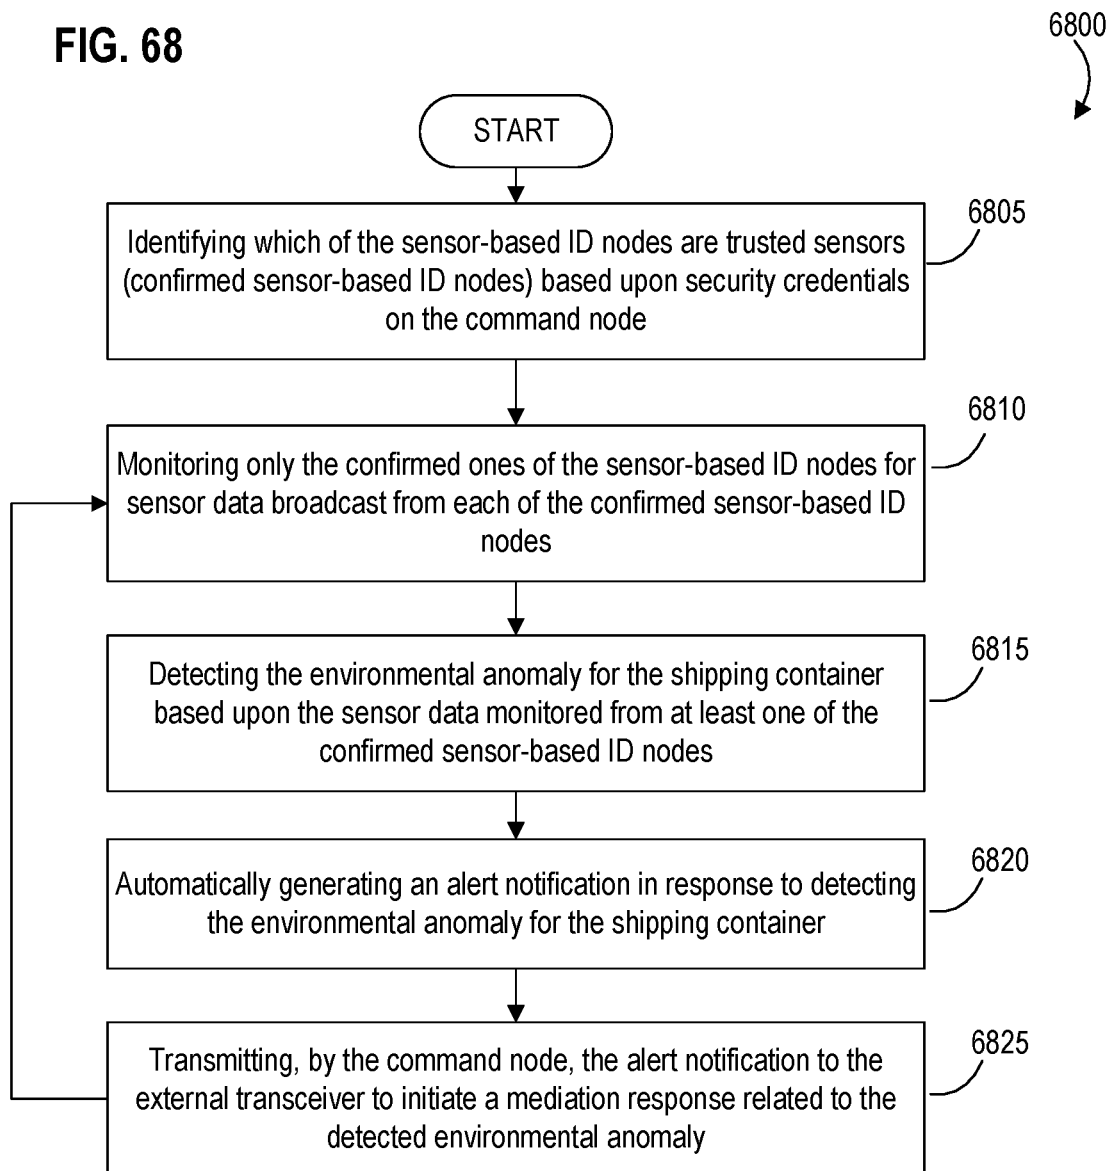 FIG. 68
6800
START
6805
Identifying which of the sensor-based ID nodes are trusted sensors
(confirmed sensor-based ID nodes) based upon security credentials
on the command node
6810
Monitoring only the confirmed ones of the sensor-based ID nodes for
sensor data broadcast from each of the confirmed sensor-based ID
nodes
6815
Detecting the environmental anomaly for the shipping container
based upon the sensor data monitored from at least one of the
confirmed sensor-based ID nodes
6820
Automatically generating an alert notification in response to detecting
the environmental anomaly for the shipping container
6825
Transmitting, by the command node, the alert notification to the
external transceiver to initiate a mediation response related to the
detected environmental anomaly